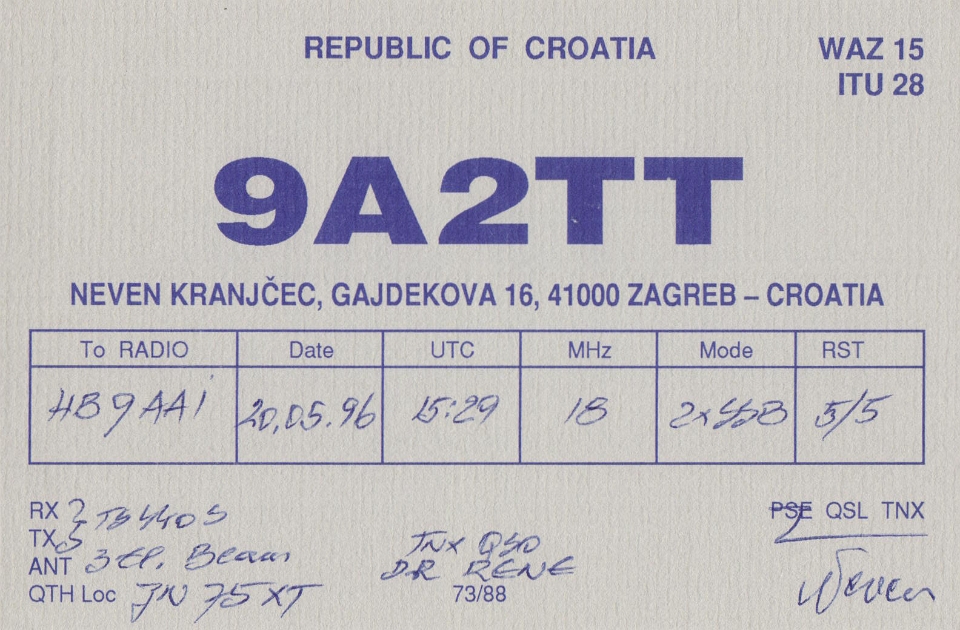 REPUBLIC OF CROATIA
WAZ 15
ITU 28
9A2TT
NEVEN KRANJČEC, GAJDEKOVA 16, 41000 ZAGREB – CROATIA
To RADIO Date UTC MHz Mode RST
HB9AAI 20.05.96 15:29 18 2xSSB 5/5
RX TS440S
TX
ANT 3 el. Beam
QTH Loc JN 75 XT
TNX QSO
DR RENE
73/88
PSE QSL TNX
Neven